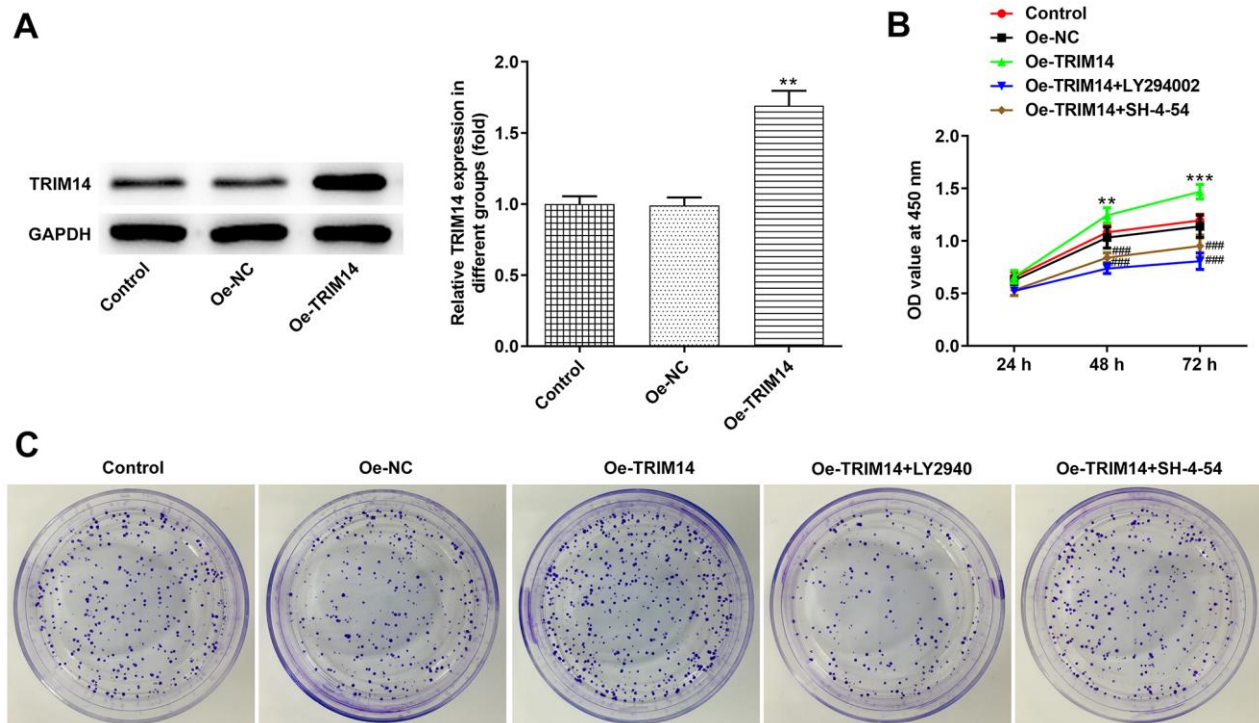 A
TRIM14
GAPDH
Control
Oe-NC
Oe-TRIM14
Relative TRIM14 expression in
different groups (fold)
2.0
1.5
1.0
0.5
0.0
**
Control
Oe-NC
Oe-TRIM14
B
Control
Oe-NC
Oe-TRIM14
Oe-TRIM14+LY294002
Oe-TRIM14+SH-4-54
OD value at 450 nm
2.0
1.5
1.0
0.5
0.0
**
***
###
###
###
###
24 h
48 h
72 h
C
Control
Oe-NC
Oe-TRIM14
Oe-TRIM14+LY2940
Oe-TRIM14+SH-4-54